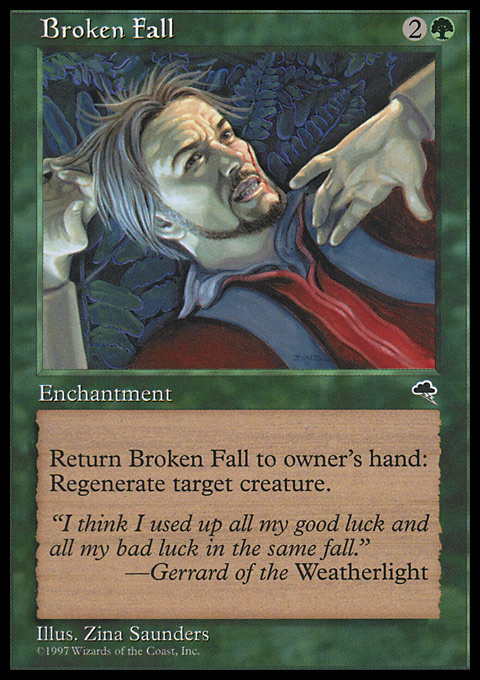 Broken Fall 2
Enchantment
Return Broken Fall to owner's hand:
Regenerate target creature.
"I think I used up all my good luck and
all my bad luck in the same fall."
—Gerrard of the Weatherlight
Illus. Zina Saunders
©1997 Wizards of the Coast, Inc.